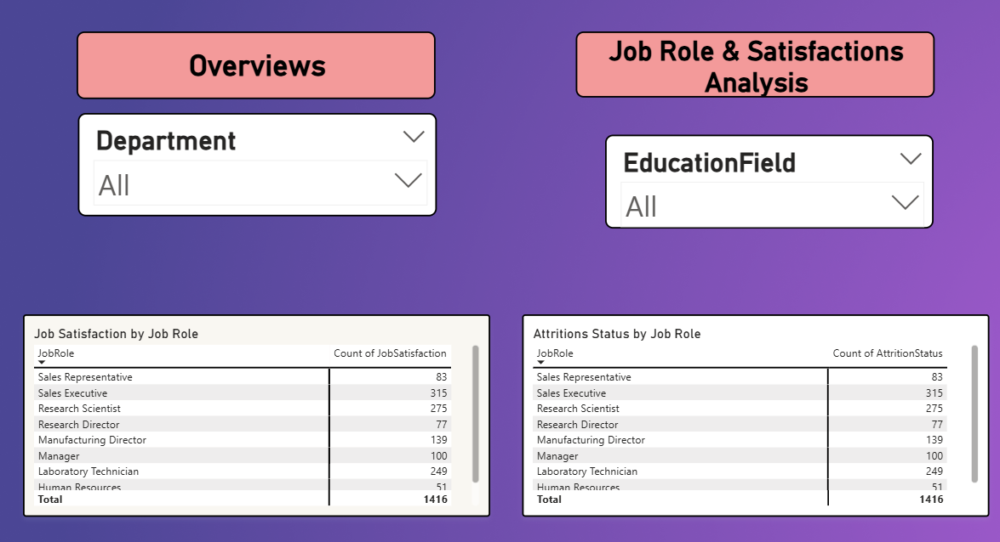 Overviews
Job Role & Satisfactions
Analysis
Department
All
EducationField
All
Job Satisfaction by Job Role
JobRole Count of JobSatisfaction
Sales Representative 83
Sales Executive 315
Research Scientist 275
Research Director 77
Manufacturing Director 139
Manager 100
Laboratory Technician 249
Human Resources 51
Total 1416
Attritions Status by Job Role
JobRole Count of AttritionStatus
Sales Representative 83
Sales Executive 315
Research Scientist 275
Research Director 77
Manufacturing Director 139
Manager 100
Laboratory Technician 249
Human Resources 51
Total 1416